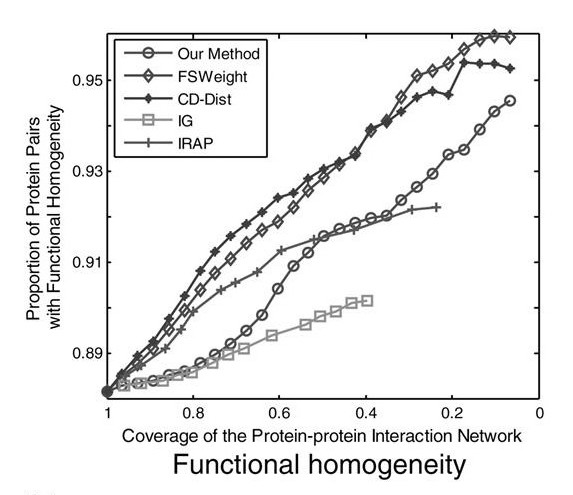 Our Method
FSWeight
CD-Dist
IG
IRAP
0.95
0.93
0.91
0.89
Proportion of Protein Pairs
with Functional Homogeneity
1 0.8 0.6 0.4 0.2 0
Coverage of the Protein-protein Interaction Network
Functional homogeneity